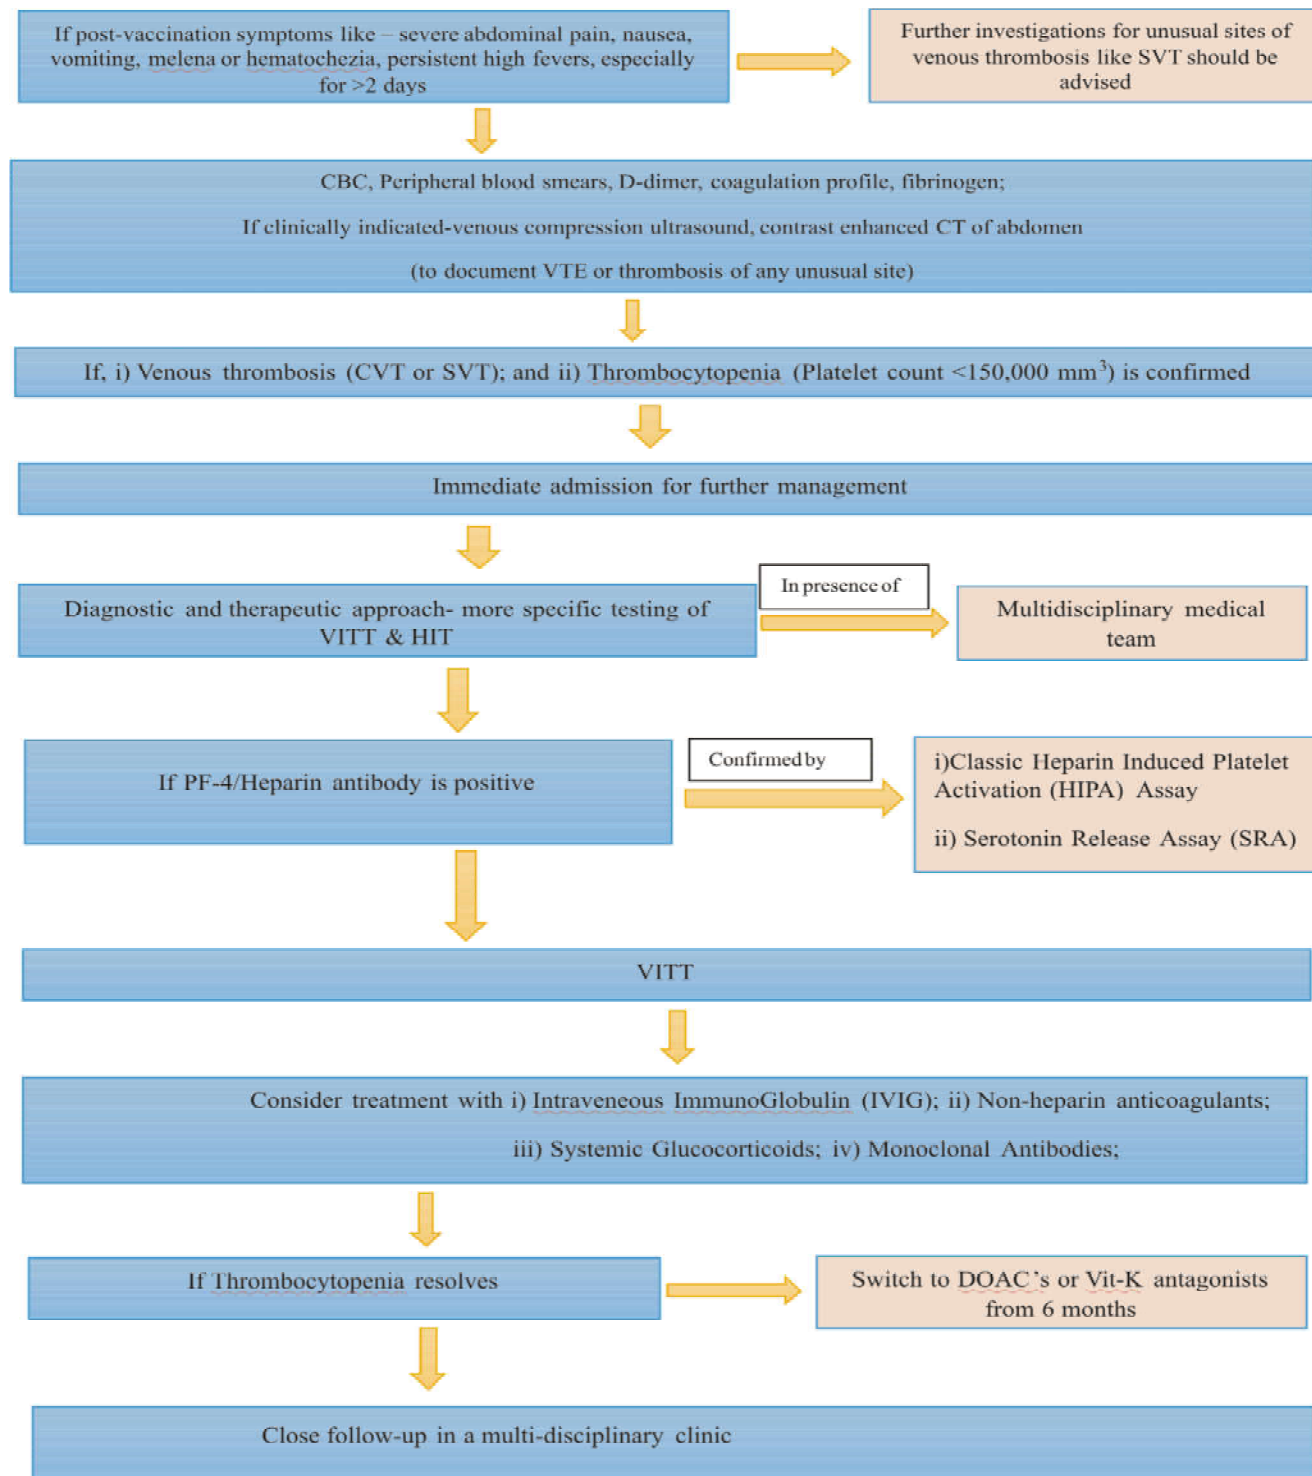 If post-vaccination symptoms like – severe abdominal pain, nausea,
vomiting, melena or hematochezia, persistent high fevers, especially
for >2 days
Further investigations for unusual sites of
venous thrombosis like SVT should be
advised
CBC, Peripheral blood smears, D-dimer, coagulation profile, fibrinogen;
If clinically indicated-venous compression ultrasound, contrast enhanced CT of abdomen
(to document VTE or thrombosis of any unusual site)
If, i) Venous thrombosis (CVT or SVT); and ii) Thrombocytopenia (Platelet count <150,000 mm³) is confirmed
Immediate admission for further management
Diagnostic and therapeutic approach- more specific testing of
VITT & HIT
In presence of
Multidisciplinary medical
team
If PF-4/Heparin antibody is positive
Confirmed by
i)Classic Heparin Induced Platelet
Activation (HIPA) Assay
ii) Serotonin Release Assay (SRA)
VITT
Consider treatment with i) Intraveneous ImmunoGlobulin (IVIG); ii) Non-heparin anticoagulants;
iii) Systemic Glucocorticoids; iv) Monoclonal Antibodies;
If Thrombocytopenia resolves
Switch to DOAC's or Vit-K antagonists
from 6 months
Close follow-up in a multi-disciplinary clinic